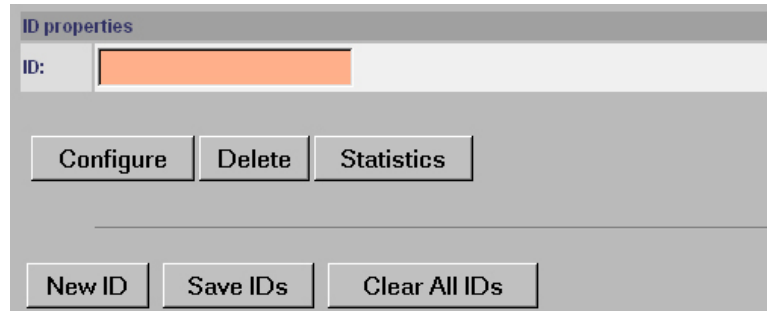 ID properties
ID:
Configure Delete Statistics
New ID Save IDs Clear All IDs